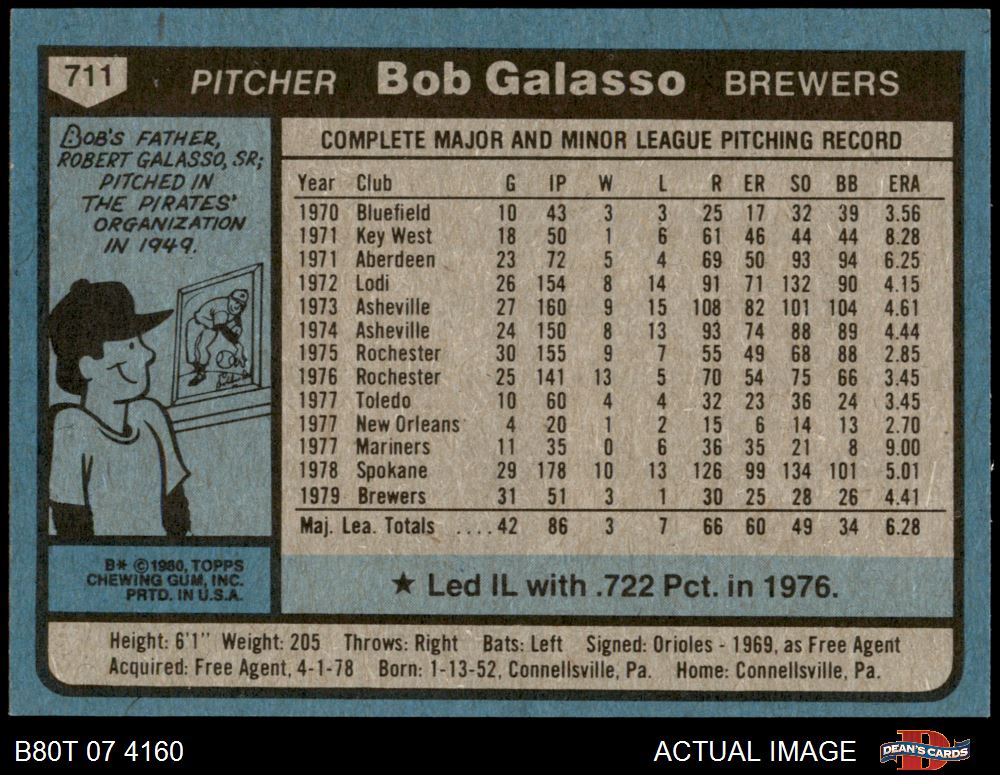 711 PITCHER Bob Galasso BREWERS
BOB'S FATHER,
ROBERT GALASSO, SR;
PITCHED IN
THE PIRATES'
ORGANIZATION
IN 1949.
COMPLETE MAJOR AND MINOR LEAGUE PITCHING RECORD
Year Club G IP W L R ER SO BB ERA
1970 Bluefield 10 43 3 3 25 17 32 39 3.56
1971 Key West 18 50 1 6 61 46 44 44 8.28
1971 Aberdeen 23 72 5 4 69 50 93 94 6.25
1972 Lodi 26 154 8 14 91 71 132 90 4.15
1973 Asheville 27 160 9 15 108 82 101 104 4.61
1974 Asheville 24 150 8 13 93 74 88 89 4.44
1975 Rochester 30 155 9 7 55 49 68 88 2.85
1976 Rochester 25 141 13 5 70 54 75 66 3.45
1977 Toledo 10 60 4 4 32 23 36 24 3.45
1977 New Orleans 4 20 1 2 15 6 14 13 2.70
1977 Mariners 11 35 0 6 36 35 21 8 9.00
1978 Spokane 29 178 10 13 126 99 134 101 5.01
1979 Brewers 31 51 3 1 30 25 28 26 4.41
Maj. Lea. Totals ....42 86 3 7 66 60 49 34 6.28
B* ©1980, TOPPS
CHEWING GUM, INC.
PRTD. IN U.S.A.
★ Led IL with .722 Pct. in 1976.
Height: 6'1" Weight: 205 Throws: Right Bats: Left Signed: Orioles - 1969, as Free Agent
Acquired: Free Agent, 4-1-78 Born: 1-13-52, Connellsville, Pa. Home: Connellsville, Pa.
B80T 07 4160 ACTUAL IMAGE DEAN'S CARDS